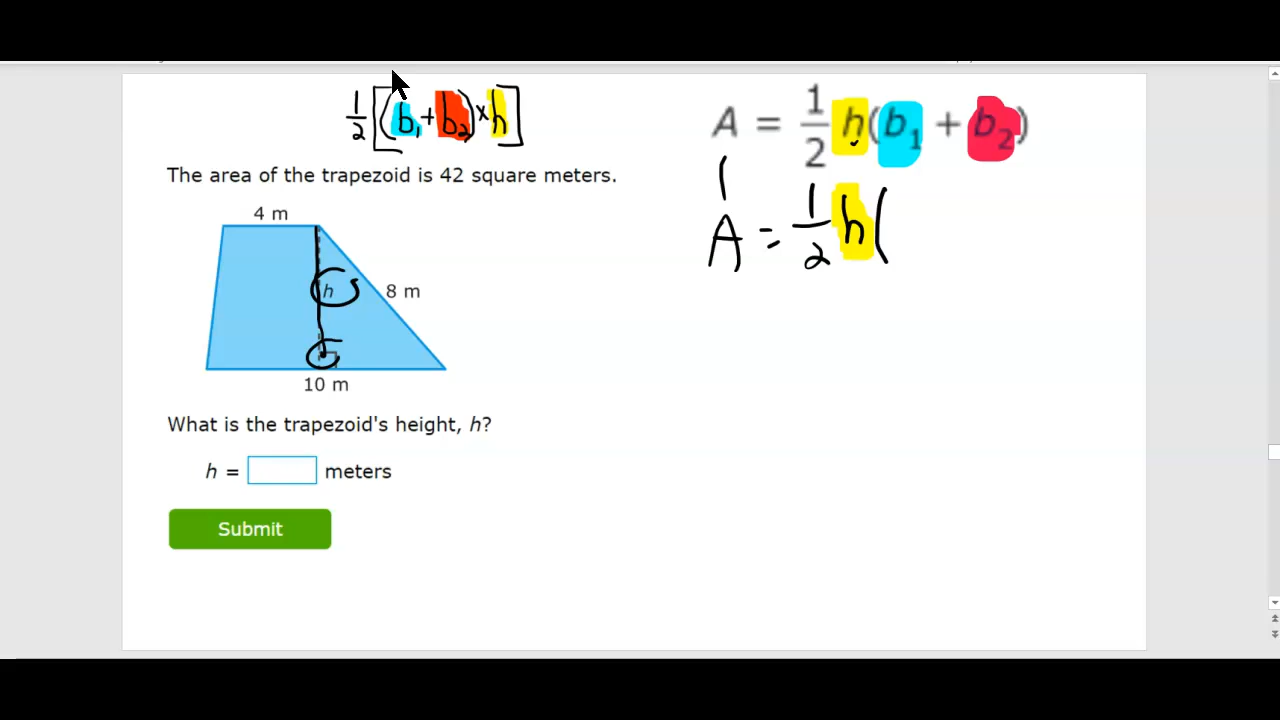 1/2 [(b₁ + b₂) × h]
A = 1/2 h(b₁ + b₂)
The area of the trapezoid is 42 square meters.
A = 1/2 h(
4 m
h
8 m
10 m
What is the trapezoid's height, h?
h = meters
Submit